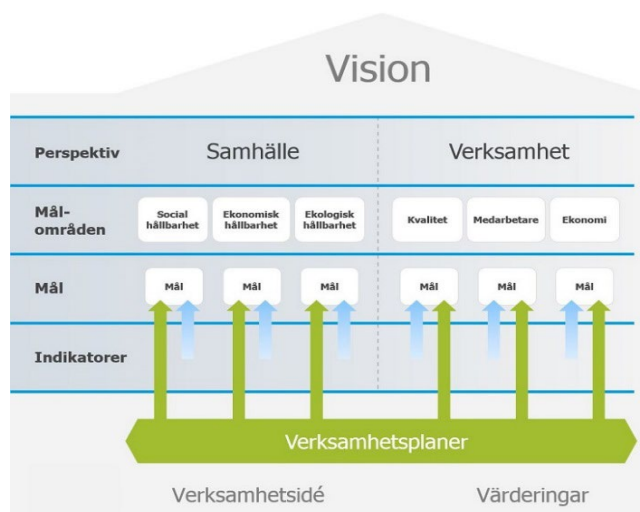 Vision
Perspektiv
Samhälle
Verksamhet
Mål-
områden
Social
hållbarhet
Ekonomisk
hållbarhet
Ekologisk
hållbarhet
Kvalitet
Medarbetare
Ekonomi
Mål
Mål
Mål
Mål
Mål
Mål
Mål
Indikatorer
Verksamhetsplaner
Verksamhetsidé
Värderingar